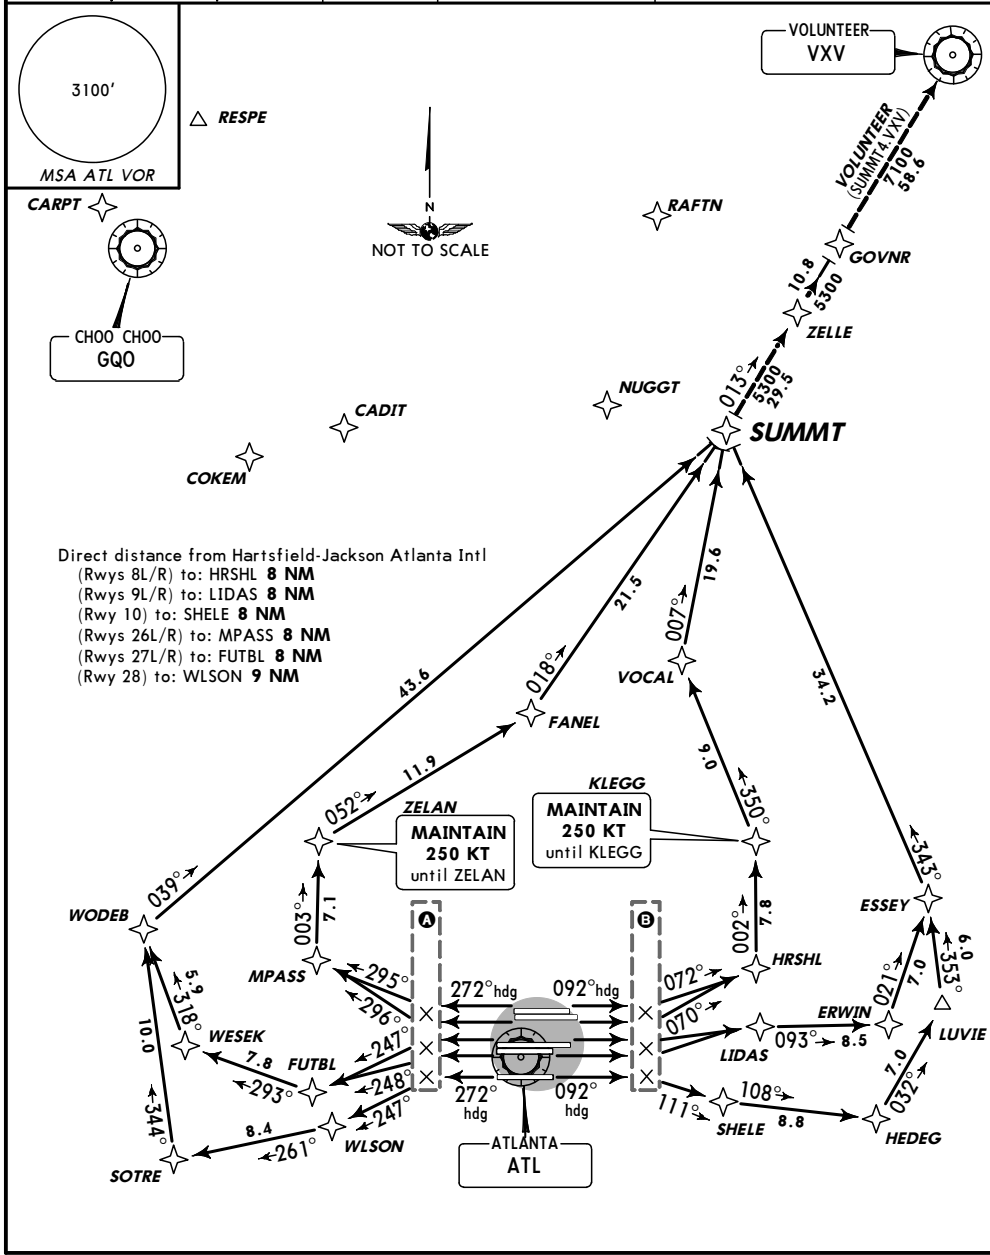 VOLUNTEER
VXV
3100'
MSA ATL VOR
RESPE
CARPT
N
NOT TO SCALE
RAFTN
VOLUNTEER
(SUMMT4.VXV)
7100
58.6
GOVNR
10.8
5300
ZELLE
CHOO CHOO
GQO
013°
5300
29.5
NUGGT
CADIT
SUMMT
COKEM
Direct distance from Hartsfield-Jackson Atlanta Intl
(Rwys 8L/R) to: HRSHL 8 NM
(Rwys 9L/R) to: LIDAS 8 NM
(Rwy 10) to: SHELE 8 NM
(Rwys 26L/R) to: MPASS 8 NM
(Rwys 27L/R) to: FUTBL 8 NM
(Rwy 28) to: WLSON 9 NM
43.6
21.5
19.6
34.2
018°
007°
VOCAL
FANEL
11.9
9.0
052°
ZELAN
MAINTAIN
250 KT
until ZELAN
KLEGG
MAINTAIN
250 KT
until KLEGG
350°
343°
039°
WODEB
003°
7.1
A
B
002°
7.8
ESSEY
MPASS
295°
296°
272°hdg
092°hdg
072°
070°
HRSHL
021°
7.0
353°
6.0
5.9
318°
10.0
WESEK
7.8
293°
FUTBL
247°
248°
247°
LIDAS
093°
8.5
ERWIN
LUVIE
7.0
032°
344°
8.4
261°
WLSON
SOTRE
272°
hdg
092°
hdg
111°
SHELE
108°
8.8
HEDEG
ATLANTA
ATL